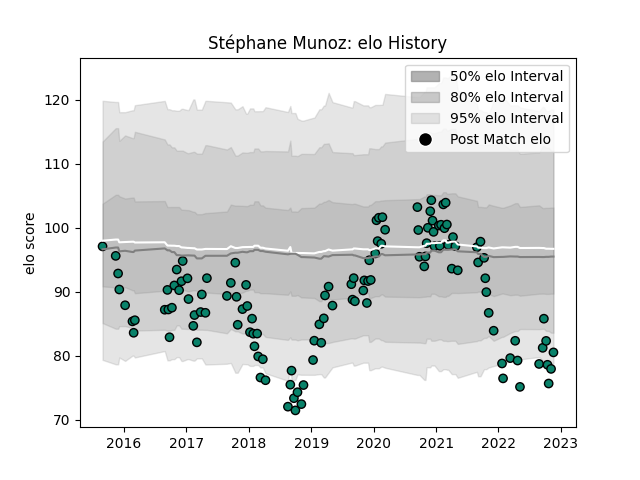 Stéphane Munoz: elo History
50% elo Interval
80% elo Interval
95% elo Interval
Post Match elo
elo score
120
110
100
90
80
70
2016 2017 2018 2019 2020 2021 2022 2023